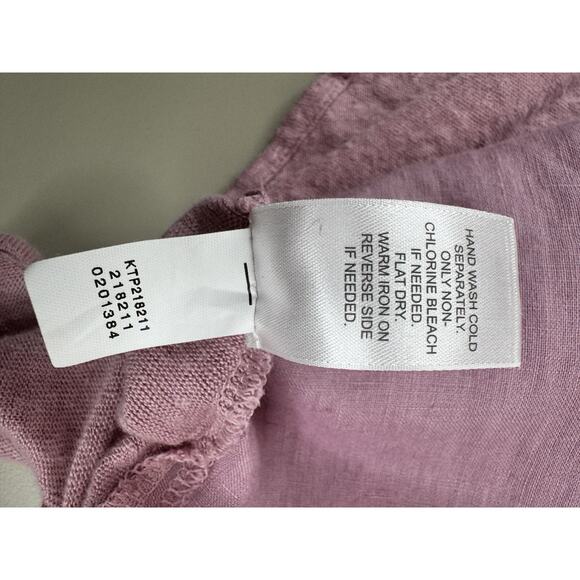 KTP218211
218211
0201384
HAND WASH COLD
SEPARATELY.
ONLY NON-
CHLORINE BLEACH
IF NEEDED.
FLAT DRY.
WARM IRON ON
REVERSE SIDE
IF NEEDED.